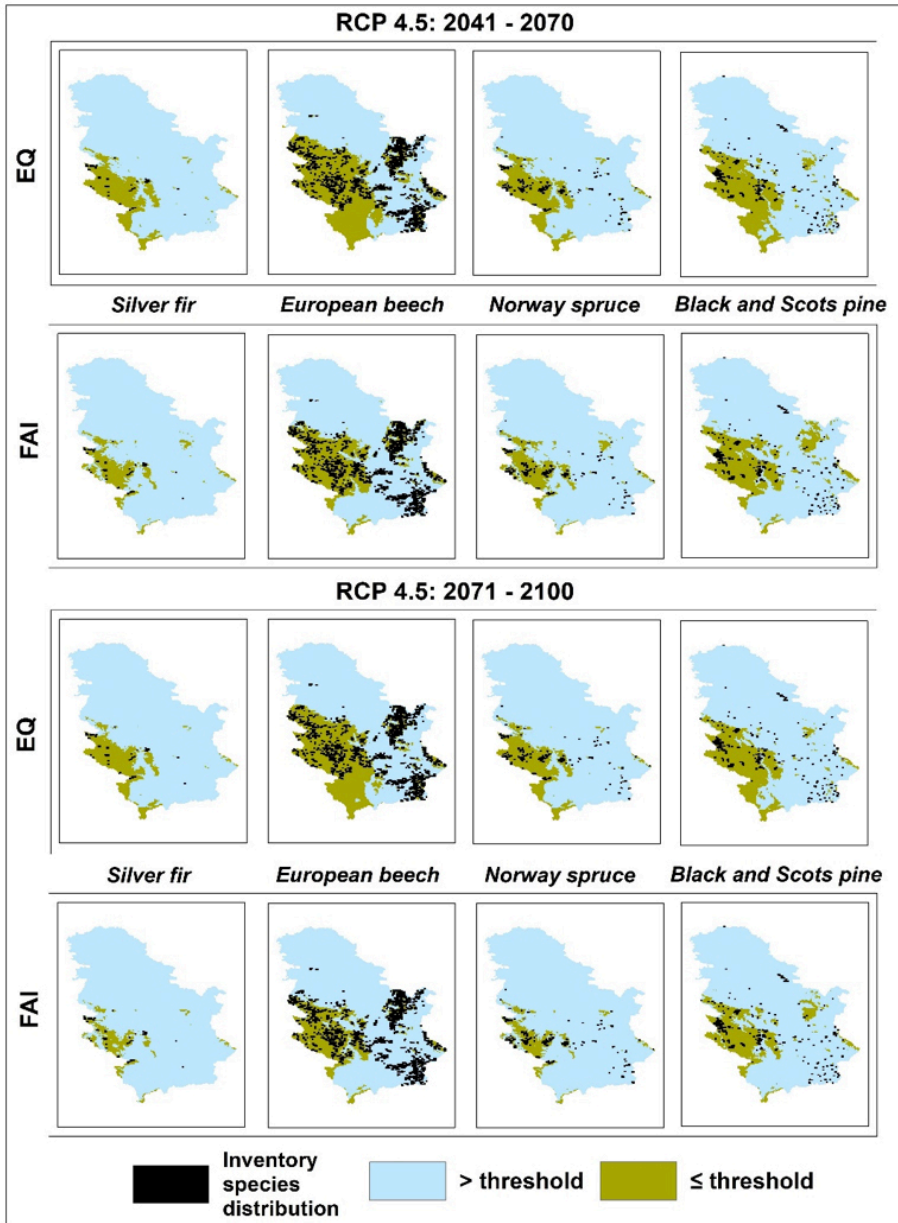 RCP 4.5: 2041 - 2070
EQ
Silver fir
European beech
Norway spruce
Black and Scots pine
FAI
RCP 4.5: 2071 - 2100
EQ
Silver fir
European beech
Norway spruce
Black and Scots pine
FAI
Inventory
species
distribution
> threshold
≤ threshold